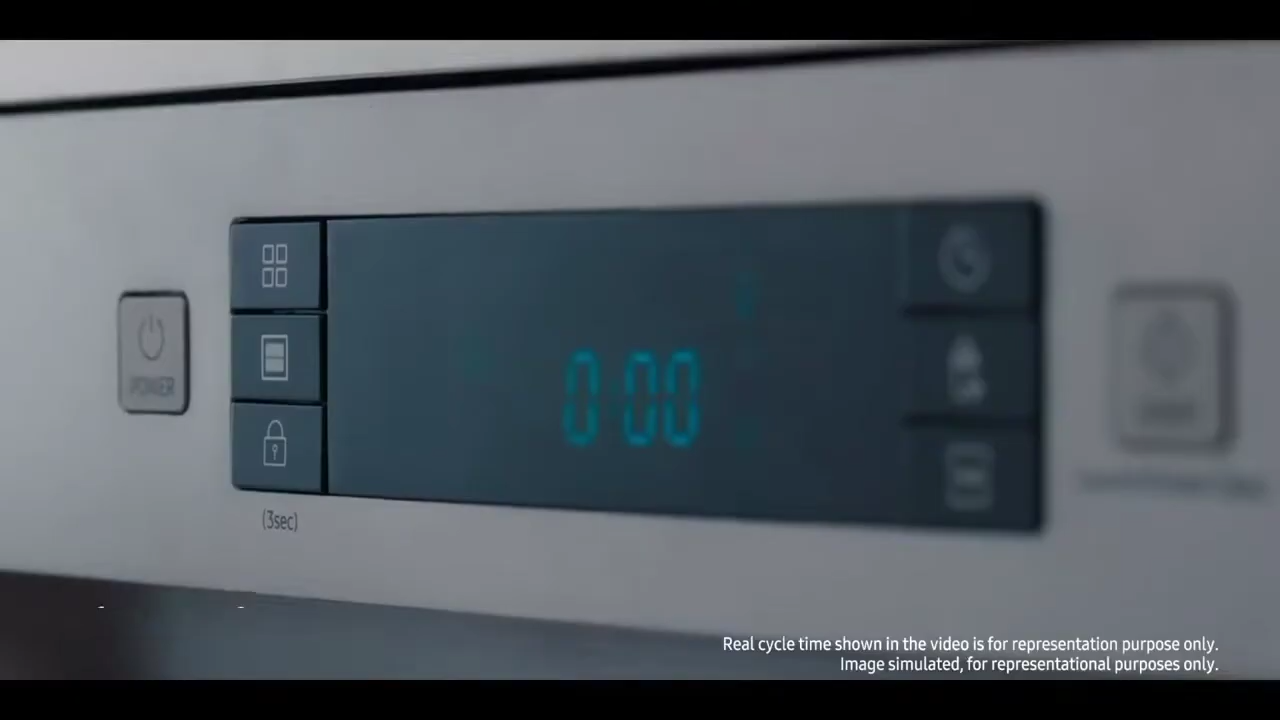 POWER
0:00
(3sec)
Real cycle time shown in the video is for representation purpose only.
Image simulated, for representational purposes only.